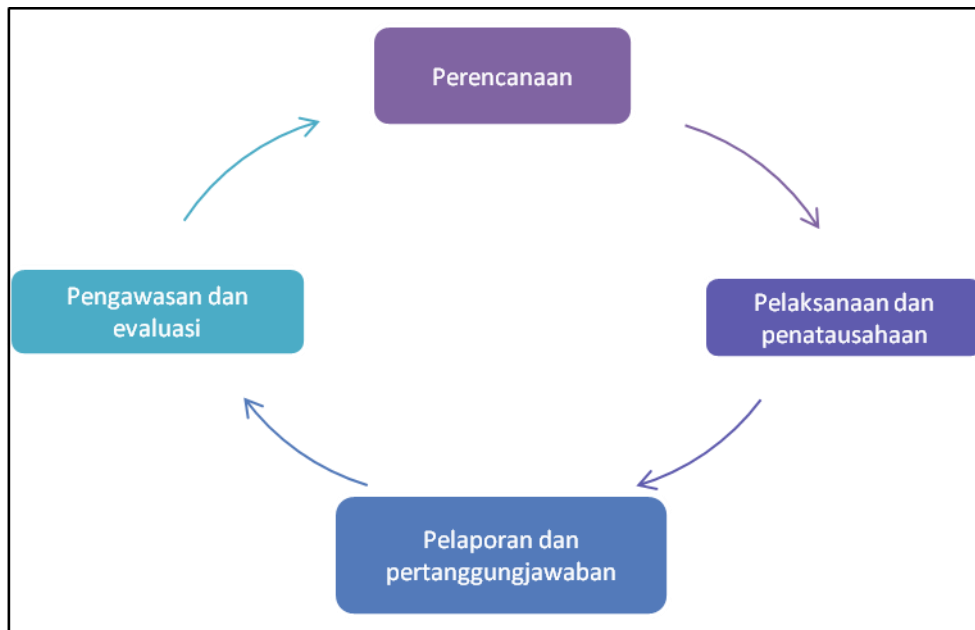 Perencanaan
Pelaksanaan dan
penatausahaan
Pelaporan dan
pertanggungjawaban
Pengawasan dan
evaluasi